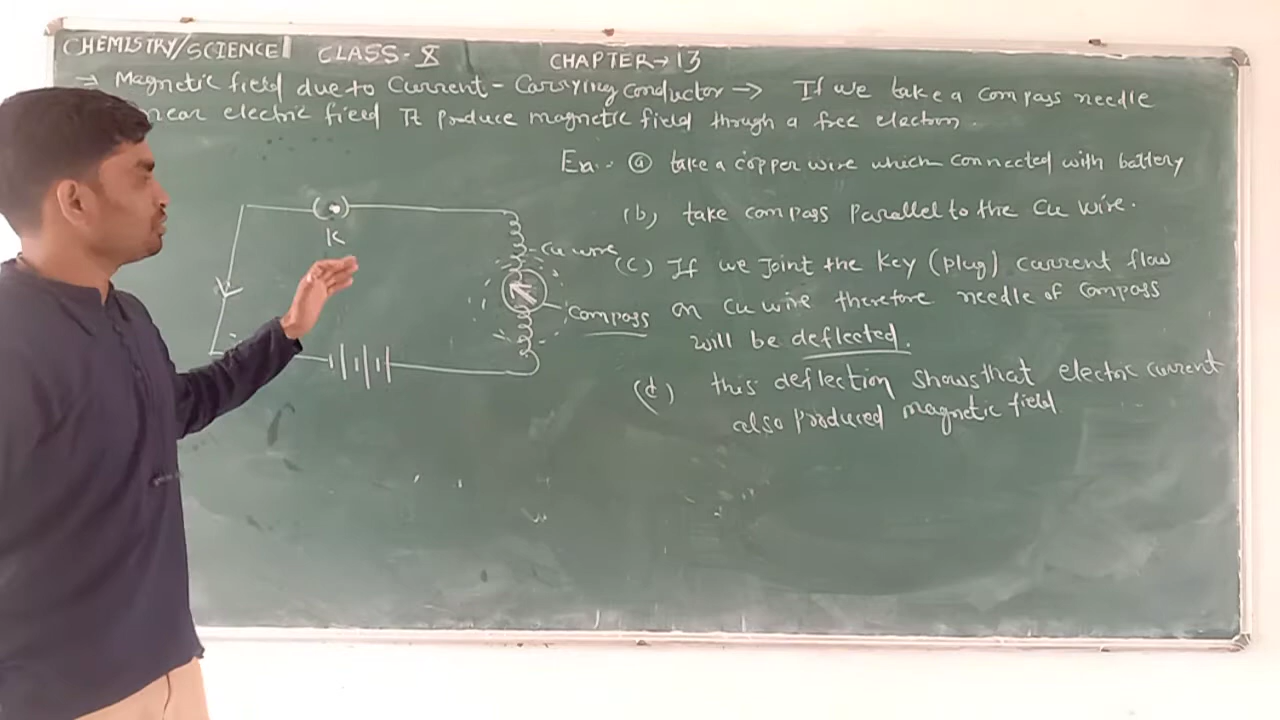 CHEMISTRY/SCIENCE CLASS-X CHAPTER→13
→ Magnetic field due to Current-Carrying Conductor → If we take a compass needle
near electric field It produce magnetic field through a free electron.
Ex:- (a) take a copper wire which connected with battery
(b) take compass Parallel to the Cu wire.
(c) If we Joint the Key (plug) current flow
on Cu wire therefore needle of compass
will be deflected.
(d) this deflection shows that electric current
also produced magnetic field.
K
Cu wire
Compass